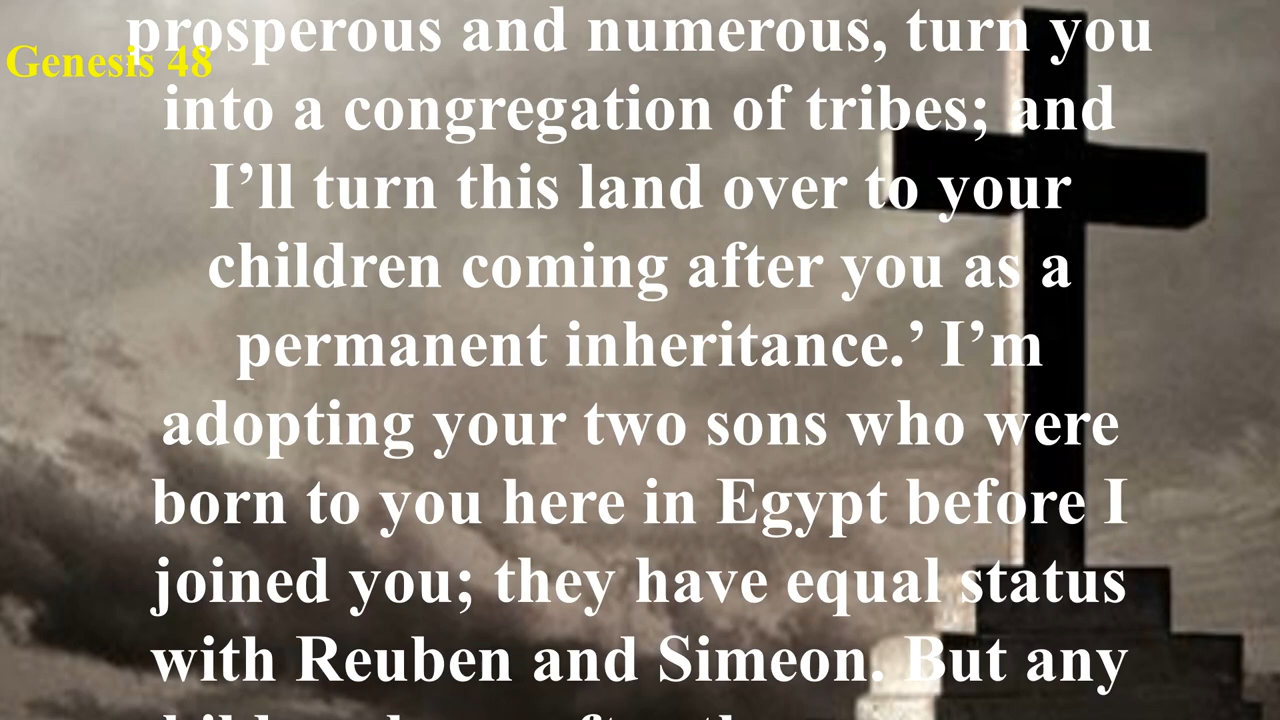 prosperous and numerous, turn you
Genesis 48
into a congregation of tribes; and
I’ll turn this land over to your
children coming after you as a
permanent inheritance.’ I’m
adopting your two sons who were
born to you here in Egypt before I
joined you; they have equal status
with Reuben and Simeon. But any